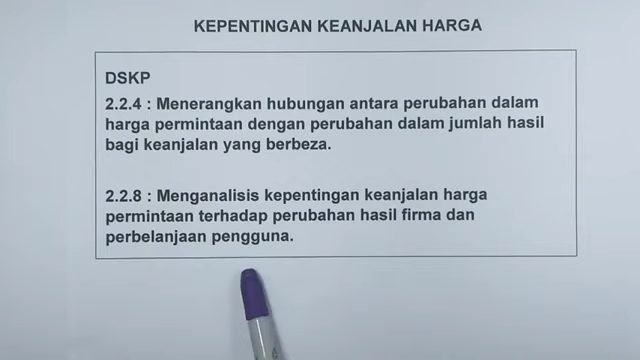 KEPENTINGAN KEANJALAN HARGA
DSKP
2.2.4 : Menerangkan hubungan antara perubahan dalam
harga permintaan dengan perubahan dalam jumlah hasil
bagi keanjalan yang berbeza.
2.2.8 : Menganalisis kepentingan keanjalan harga
permintaan terhadap perubahan hasil firma dan
perbelanjaan pengguna.